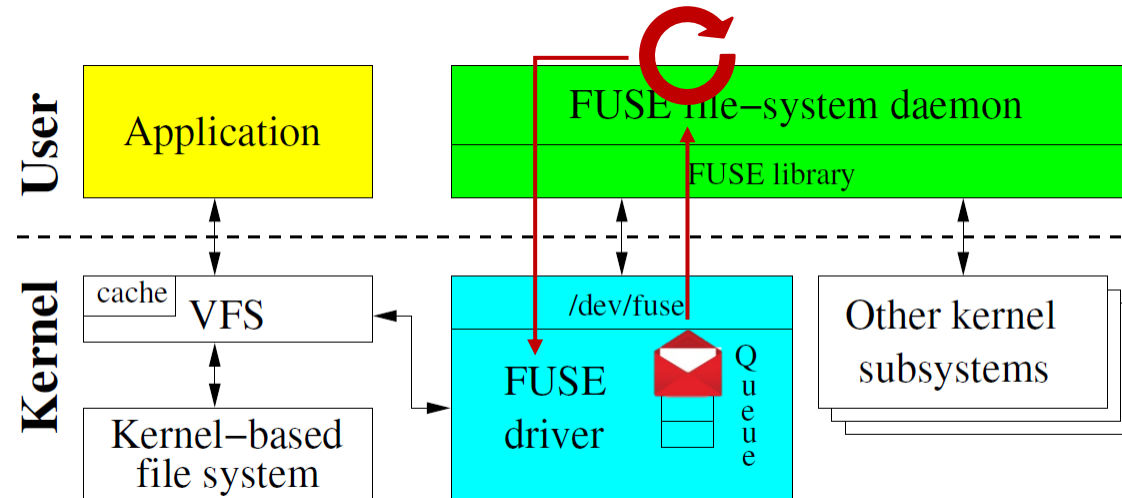 User
Application
FUSE file-system daemon
FUSE library
Kernel
cache
VFS
Kernel-based
file system
/dev/fuse
FUSE
driver
Queue
Other kernel
subsystems